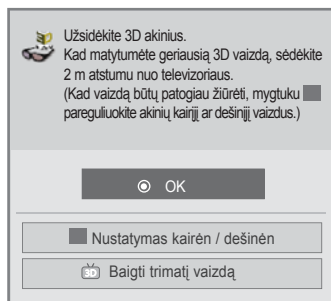 Užsidėkite 3D akinius.
Kad matytumėte geriausią 3D vaizdą, sėdėkite
2 m atstumu nuo televizoriaus.
(Kad vaizdą būtų patogiau žiūrėti, mygtuku
pareguliuokite akinių kairįjį ar dešinįjį vaizdus.)
OK
Nustatymas kairėn / dešinėn
3D Baigti trimatį vaizdą